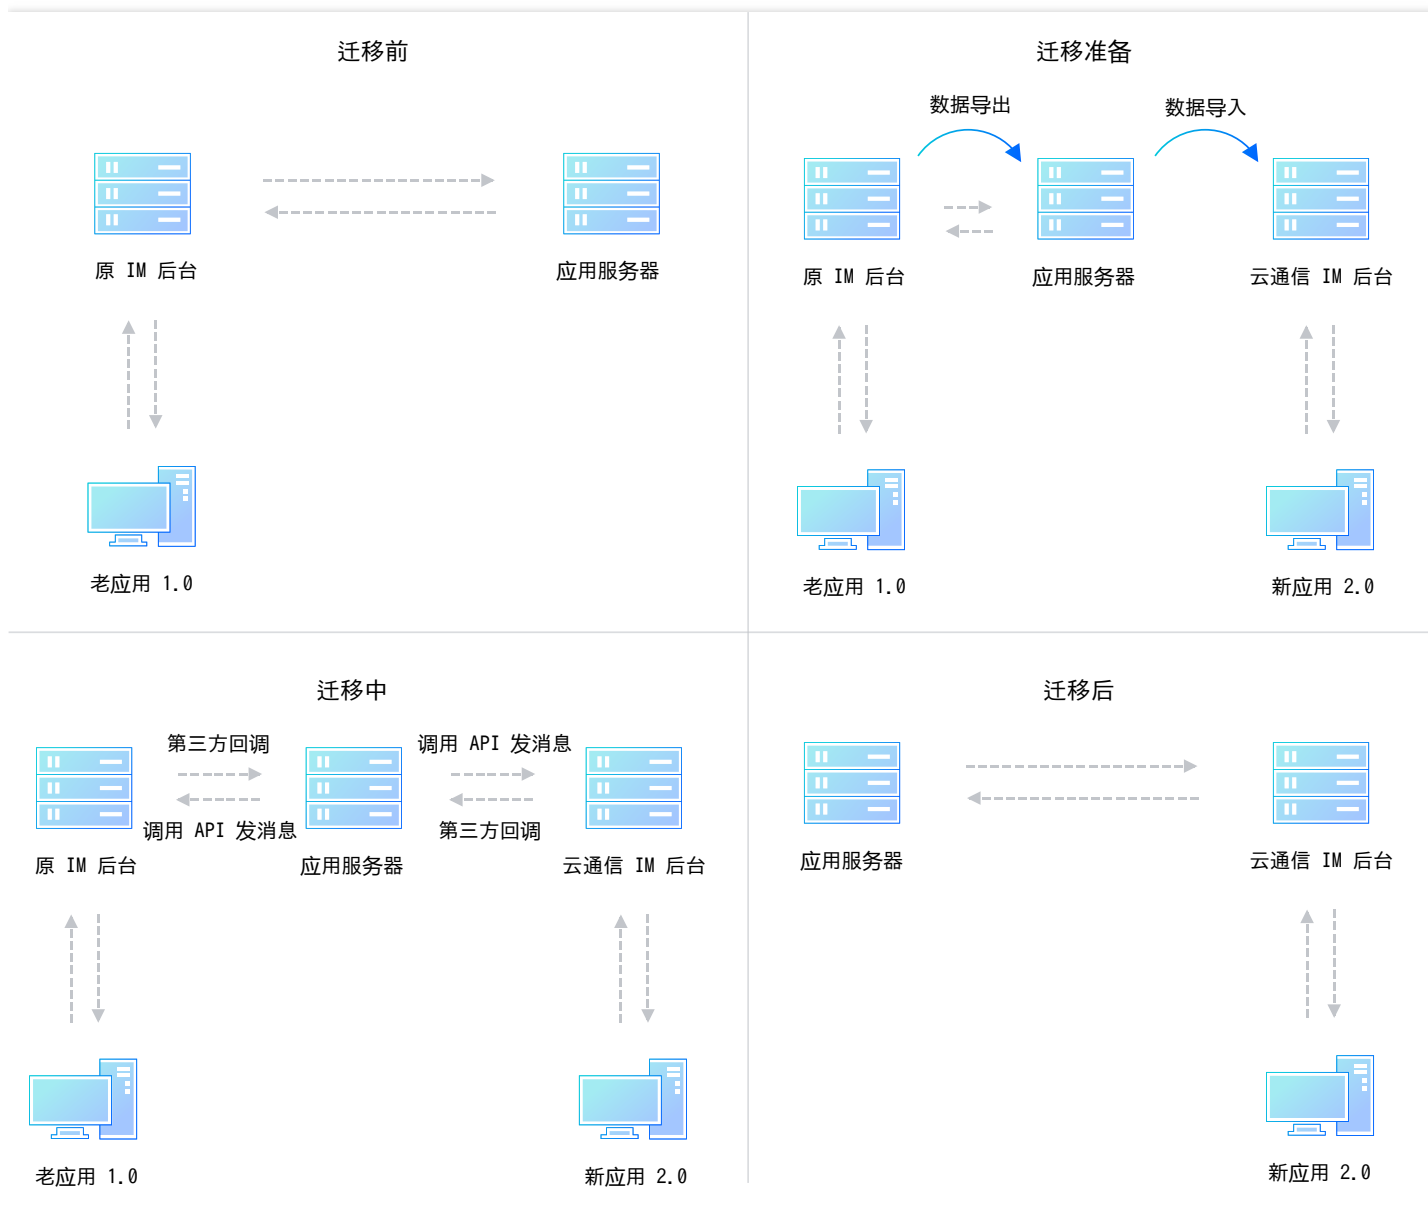 迁移前
原 IM 后台
应用服务器
老应用 1.0
迁移准备
数据导出
数据导入
原 IM 后台
应用服务器
云通信 IM 后台
老应用 1.0
新应用 2.0
迁移中
第三方回调
调用 API 发消息
调用 API 发消息
第三方回调
原 IM 后台
应用服务器
云通信 IM 后台
老应用 1.0
新应用 2.0
迁移后
应用服务器
云通信 IM 后台
新应用 2.0